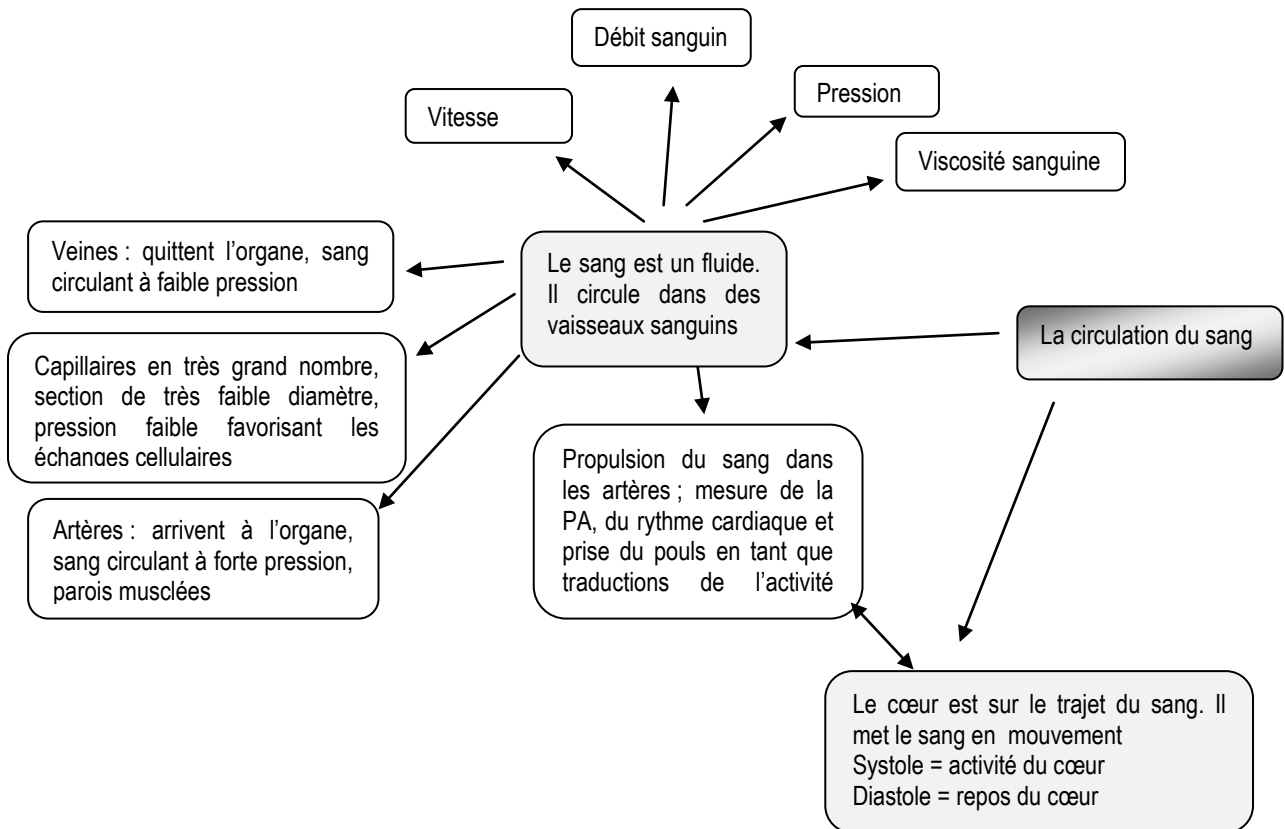 Débit sanguin
Pression
Vitesse
Viscosité sanguine
Veines : quittent l’organe, sang
circulant à faible pression
Le sang est un fluide.
Il circule dans des
vaisseaux sanguins
La circulation du sang
Capillaires en très grand nombre,
section de très faible diamètre,
pression faible favorisant les
échanges cellulaires
Propulsion du sang dans
les artères ; mesure de la
PA, du rythme cardiaque et
prise du pouls en tant que
traductions de l’activité
Artères : arrivent à l’organe,
sang circulant à forte pression,
parois musclées
Le cœur est sur le trajet du sang. Il
met le sang en mouvement
Systole = activité du cœur
Diastole = repos du cœur